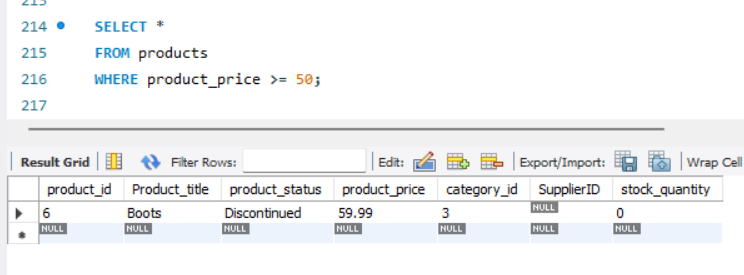 213
214 SELECT *
215 FROM products
216 WHERE product_price >= 50;
217
Result Grid Filter Rows: Edit: Export/Import: Wrap Cell
product_id Product_title product_status product_price category_id SupplierID stock_quantity
6 Boots Discontinued 59.99 3 NULL 0
NULL NULL NULL NULL NULL NULL NULL